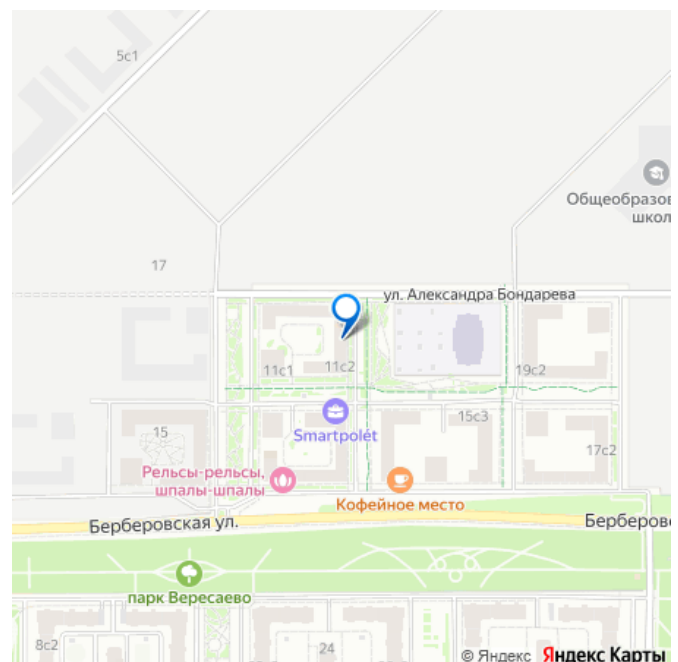 5с1
Общеобразов
школ
17
ул. Александра Бондарева
11с1
11с2
19с2
Smartpolet
15с3
15
17с2
Рельсы-рельсы,
шпалы-шпалы
Кофейное место
Берберовская ул.
Берберов
парк Вересаево
8с2
24
© Яндекс Яндекс Карты